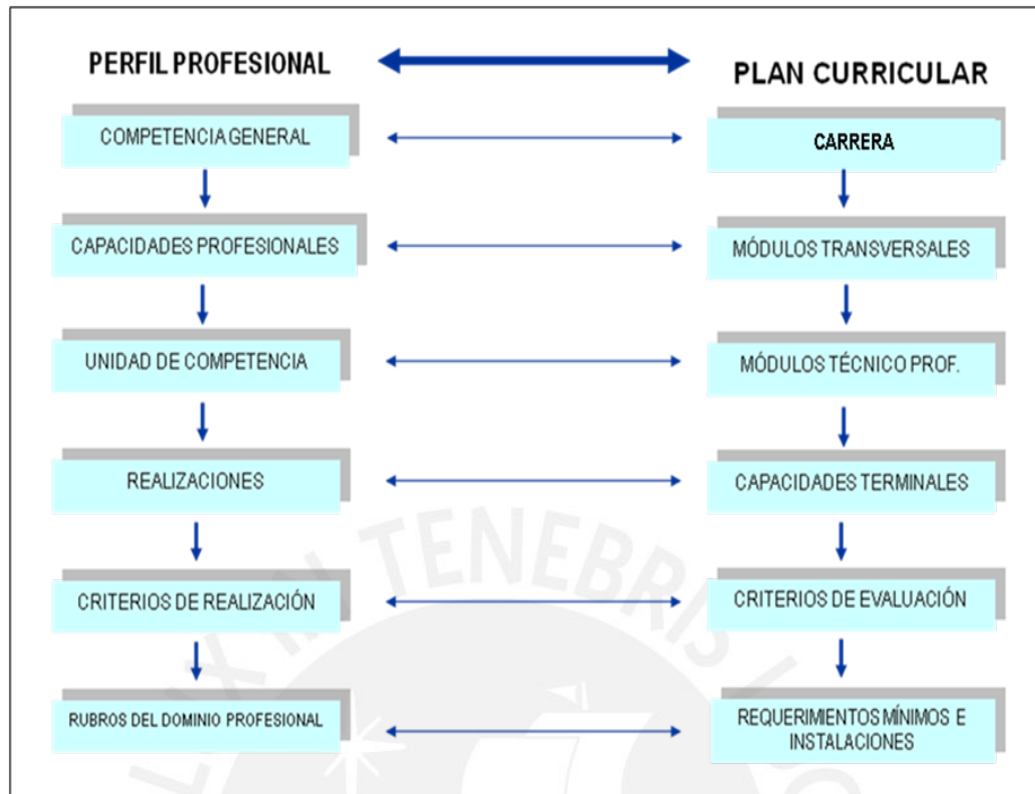 PERFIL PROFESIONAL
PLAN CURRICULAR
COMPETENCIA GENERAL
CARRERA
CAPACIDADES PROFESIONALES
MÓDULOS TRANSVERSALES
UNIDAD DE COMPETENCIA
MÓDULOS TÉCNICO PROF.
REALIZACIONES
CAPACIDADES TERMINALES
CRITERIOS DE REALIZACIÓN
CRITERIOS DE EVALUACIÓN
RUBROS DEL DOMINIO PROFESIONAL
REQUERIMIENTOS MÍNIMOS E
INSTALACIONES
TENEBRIS